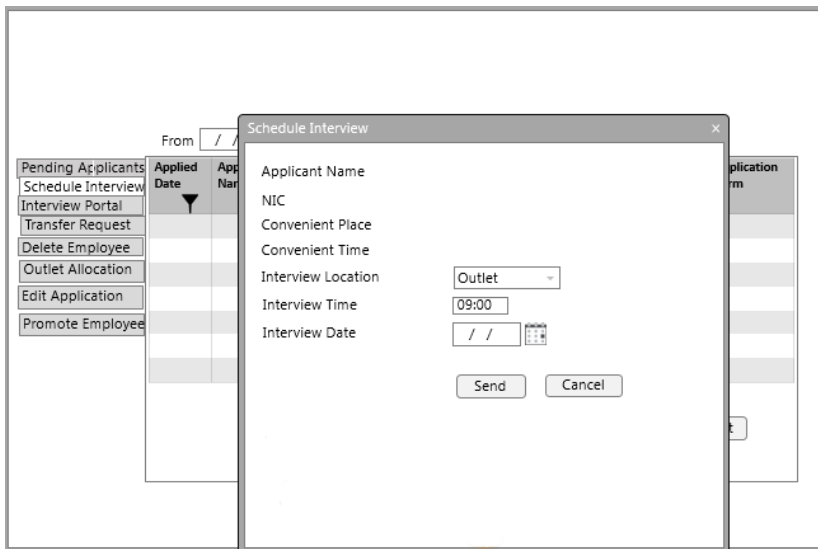 From / /
Schedule Interview ×
Pending Applicants
Schedule Interview
Interview Portal
Transfer Request
Delete Employee
Outlet Allocation
Edit Application
Promote Employee
Applied
Date
App
Nar
plication
rm
Applicant Name
NIC
Convenient Place
Convenient Time
Interview Location Outlet
Interview Time 09:00
Interview Date / /
Send Cancel
t